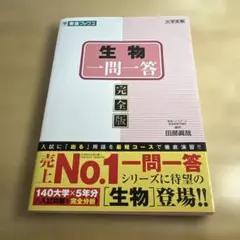 東進ブックス
大学受験
生物
一問一答
完全版
田部眞哉
入試に「出る」用語を最短コースで徹底演習!!
売上No.1一問一答
シリーズに待望の
140大学×5年分
完全分析
[生物]登場!!